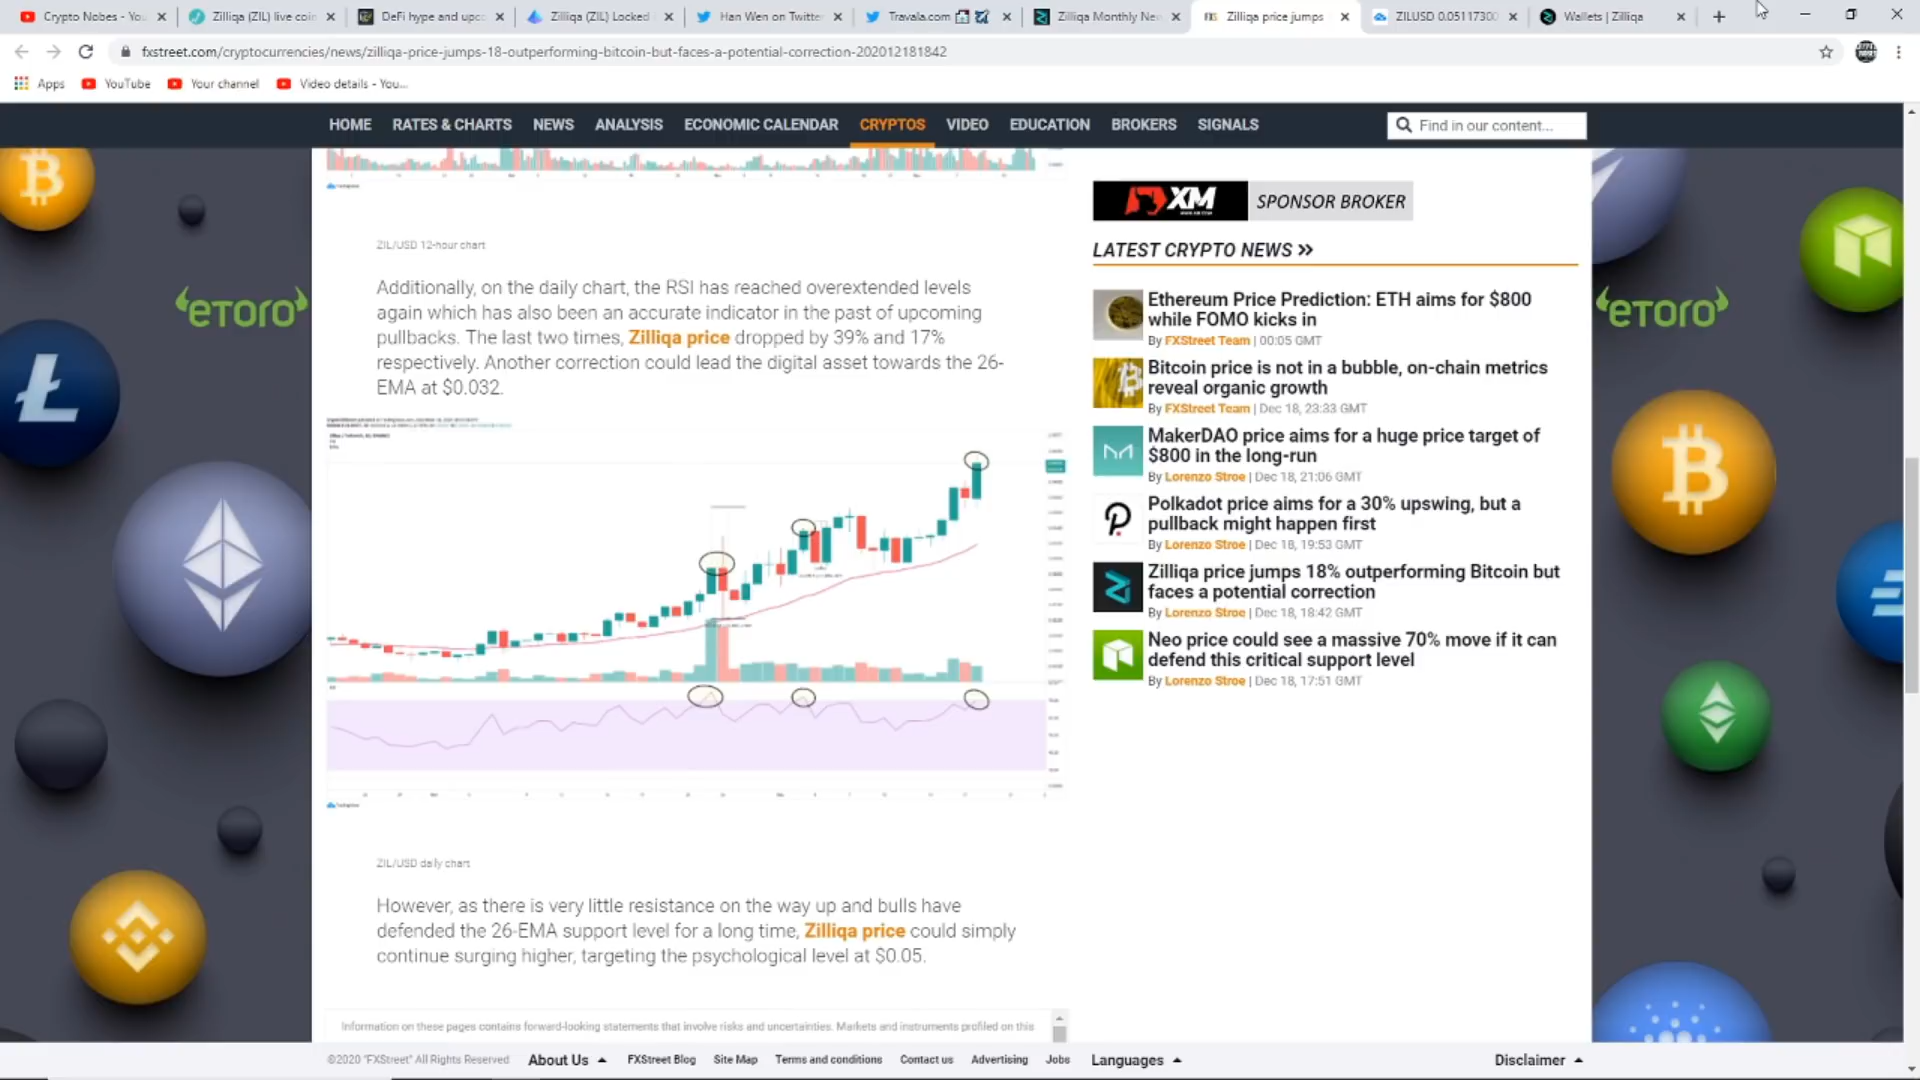 Crypto Nobes - Yo
Zilliqa (ZIL) live coin
DeFi hype and upc
Zilliqa (ZIL) Locked
Han Wen on Twitte
Travala.com
Zilliqa Monthly Ne
FXS Zilliqa price jumps
ZILUSD 0.05117300
Wallets | Zilliqa
fxstreet.com/cryptocurrencies/news/zilliqa-price-jumps-18-outperforming-bitcoin-but-faces-a-potential-correction-202012181842
Apps YouTube Your channel Video details - You...
HOME RATES & CHARTS NEWS ANALYSIS ECONOMIC CALENDAR CRYPTOS VIDEO EDUCATION BROKERS SIGNALS
Find in our content...
ZIL/USD 12-hour chart
Additionally, on the daily chart, the RSI has reached overextended levels
again which has also been an accurate indicator in the past of upcoming
pullbacks. The last two times, Zilliqa price dropped by 39% and 17%
respectively. Another correction could lead the digital asset towards the 26-
EMA at $0.032.
ZIL/USD daily chart
However, as there is very little resistance on the way up and bulls have
defended the 26-EMA support level for a long time, Zilliqa price could simply
continue surging higher, targeting the psychological level at $0.05.
Information on these pages contains forward-looking statements that involve risks and uncertainties. Markets and instruments profiled on this
XM SPONSOR BROKER
LATEST CRYPTO NEWS >>
Ethereum Price Prediction: ETH aims for $800
while FOMO kicks in
By FXStreet Team | 00:05 GMT
Bitcoin price is not in a bubble, on-chain metrics
reveal organic growth
By FXStreet Team | Dec 18, 23:33 GMT
MakerDAO price aims for a huge price target of
$800 in the long-run
By Lorenzo Stroe | Dec 18, 21:06 GMT
Polkadot price aims for a 30% upswing, but a
pullback might happen first
By Lorenzo Stroe | Dec 18, 19:53 GMT
Zilliqa price jumps 18% outperforming Bitcoin but
faces a potential correction
By Lorenzo Stroe | Dec 18, 18:42 GMT
Neo price could see a massive 70% move if it can
defend this critical support level
By Lorenzo Stroe | Dec 18, 17:51 GMT
eTORO
eTORO
©2020 "FXStreet" All Rights Reserved About Us FXStreet Blog Site Map Terms and conditions Contact us Advertising Jobs Languages Disclaimer